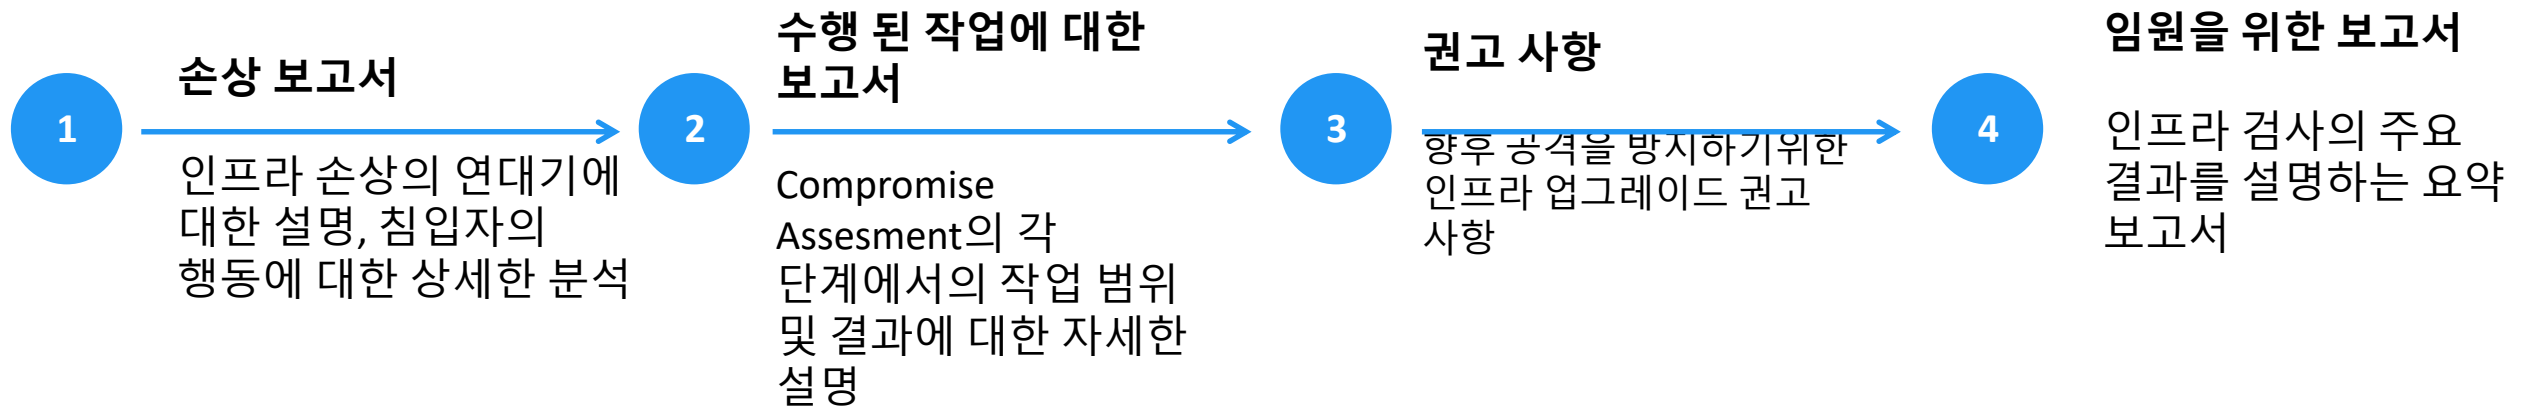 1
손상 보고서
인프라 손상의 연대기에
대한 설명, 침입자의
행동에 대한 상세한 분석
2
수행 된 작업에 대한
보고서
Compromise
Assesment의 각
단계에서의 작업 범위
및 결과에 대한 자세한
설명
3
권고 사항
향후 공격을 방지하기위한
인프라 업그레이드 권고
사항
4
임원을 위한 보고서
인프라 검사의 주요
결과를 설명하는 요약
보고서